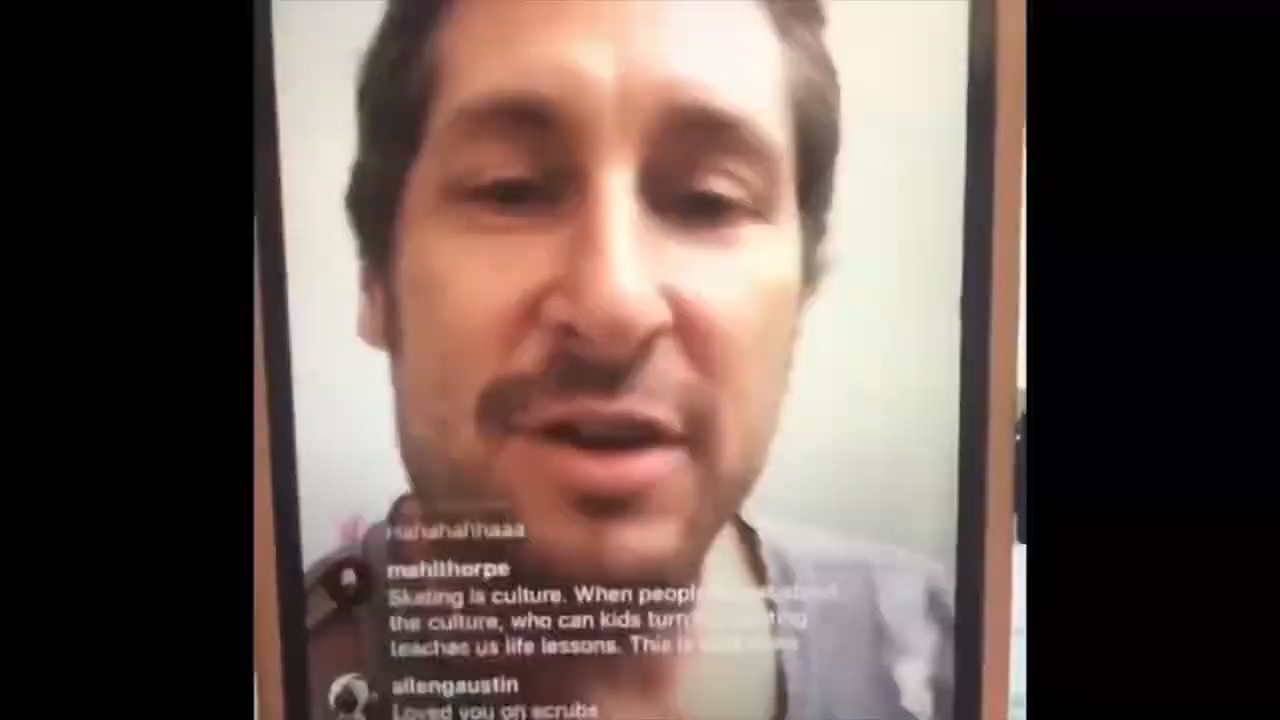 Hahahahhaaa
mahlthorpe
Skating is culture. When people
the culture, who can kids turn
teaches us life lessons. This is
allengaustin
Loved you on scrubs